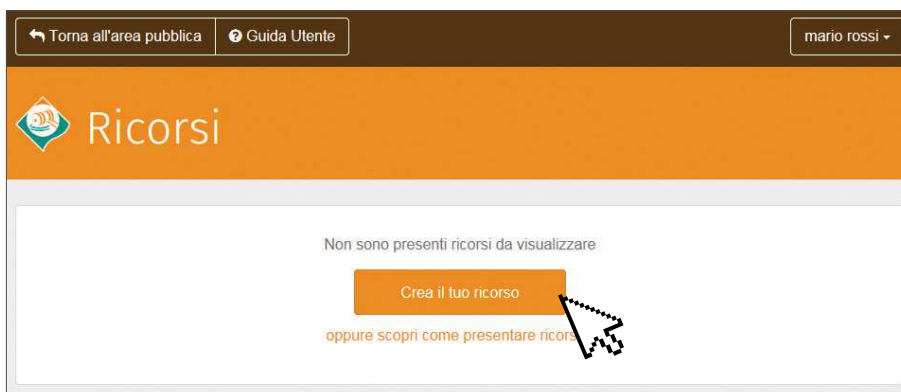 Torna all'area pubblica
Guida Utente
mario rossi
Ricorsi
Non sono presenti ricorsi da visualizzare
Crea il tuo ricorso
oppure scopri come presentare